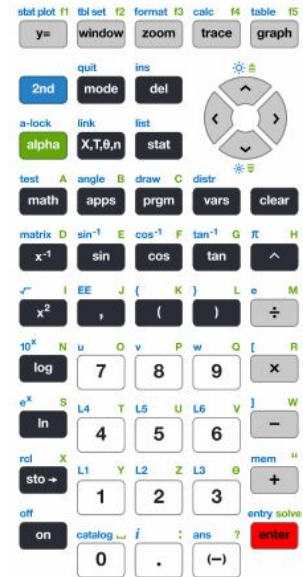 stat plot f1 tbl set f2 format f3 calc f4 table f5
y= window zoom trace graph
quit ins
2nd mode del
a-lock link list
alpha X,T,θ,n stat
test A angle B draw C distr
math apps prgm vars clear
matrix D sin⁻¹ E cos⁻¹ F tan⁻¹ G π H
x⁻¹ sin cos tan ^
√‾ I EE J { K } L e M
x² , ( ) ÷
10ˣ N u O v P w Q [ R
log 7 8 9 ×
eˣ S L4 T L5 U L6 V ] W
ln 4 5 6 −
rcl X L1 Y L2 Z L3 θ mem "
sto→ 1 2 3 +
off catalog ⎵ i : ans ? entry solve
on 0 . (−) enter